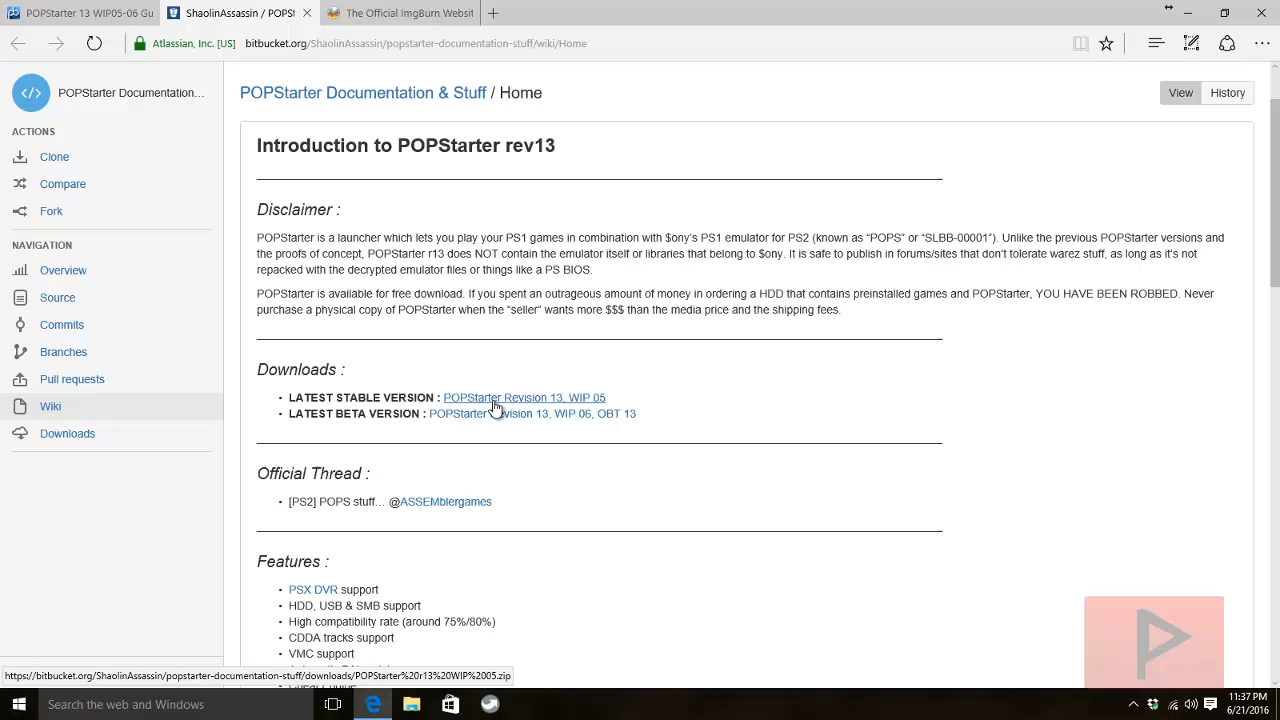 POPStarter 13 WIP05-06 Gu
ShaolinAssassin / POPS
The Official ImgBurn Websit
Atlassian, Inc. [US] bitbucket.org/ShaolinAssassin/popstarter-documentation-stuff/wiki/Home
POPStarter Documentation...
ACTIONS
Clone
Compare
Fork
NAVIGATION
Overview
Source
Commits
Branches
Pull requests
Wiki
Downloads
POPStarter Documentation & Stuff / Home
View
History
Introduction to POPStarter rev13
Disclaimer :
POPStarter is a launcher which lets you play your PS1 games in combination with $ony's PS1 emulator for PS2 (known as “POPS” or “SLBB-00001”). Unlike the previous POPStarter versions and
the proofs of concept, POPStarter r13 does NOT contain the emulator itself or libraries that belong to $ony. It is safe to publish in forums/sites that don't tolerate warez stuff, as long as it's not
repacked with the decrypted emulator files or things like a PS BIOS.
POPStarter is available for free download. If you spent an outrageous amount of money in ordering a HDD that contains preinstalled games and POPStarter, YOU HAVE BEEN ROBBED. Never
purchase a physical copy of POPStarter when the “seller” wants more $$$ than the media price and the shipping fees.
Downloads :
• LATEST STABLE VERSION : POPStarter Revision 13, WIP 05
• LATEST BETA VERSION : POPStarter Revision 13, WIP 06, OBT 13
Official Thread :
• [PS2] POPS stuff... @ASSEMblergames
Features :
• PSX DVR support
• HDD, USB & SMB support
• High compatibility rate (around 75%/80%)
• CDDA tracks support
• VMC support
https://bitbucket.org/ShaolinAssassin/popstarter-documentation-stuff/downloads/POPStarter%20r13%20WIP%2005.zip
Search the web and Windows
11:37 PM
6/21/2016